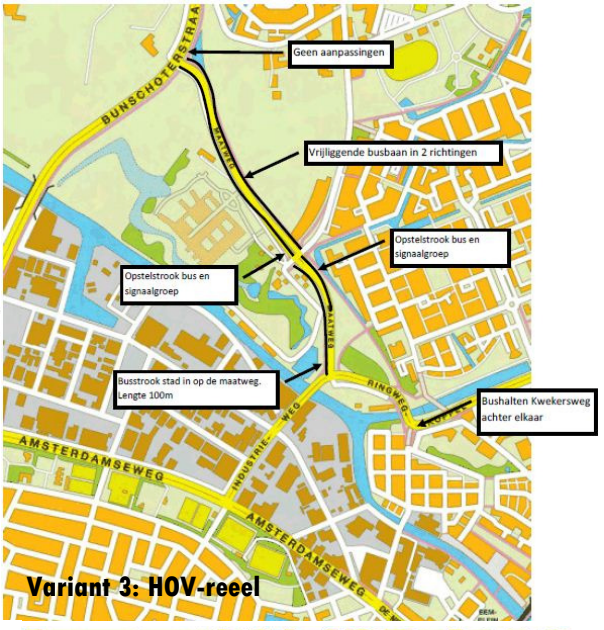 Geen aanpassingen
BUNSCHOTERSTRAA
MAATWEG
Vrijliggende busbaan in 2 richtingen
Opstelstrook bus en
signaalgroep
Opstelstrook bus en
signaalgroep
AATWEG
Busstrook stad in op de maatweg.
Lengte 100m
RINGWEG
Bushalten Kwekersweg
achter elkaar
INDUSTRIE-
WEG
AMSTERDAMSEWEG
AMSTERDAMSEWEG
Variant 3: HOV-reeel
EEM-